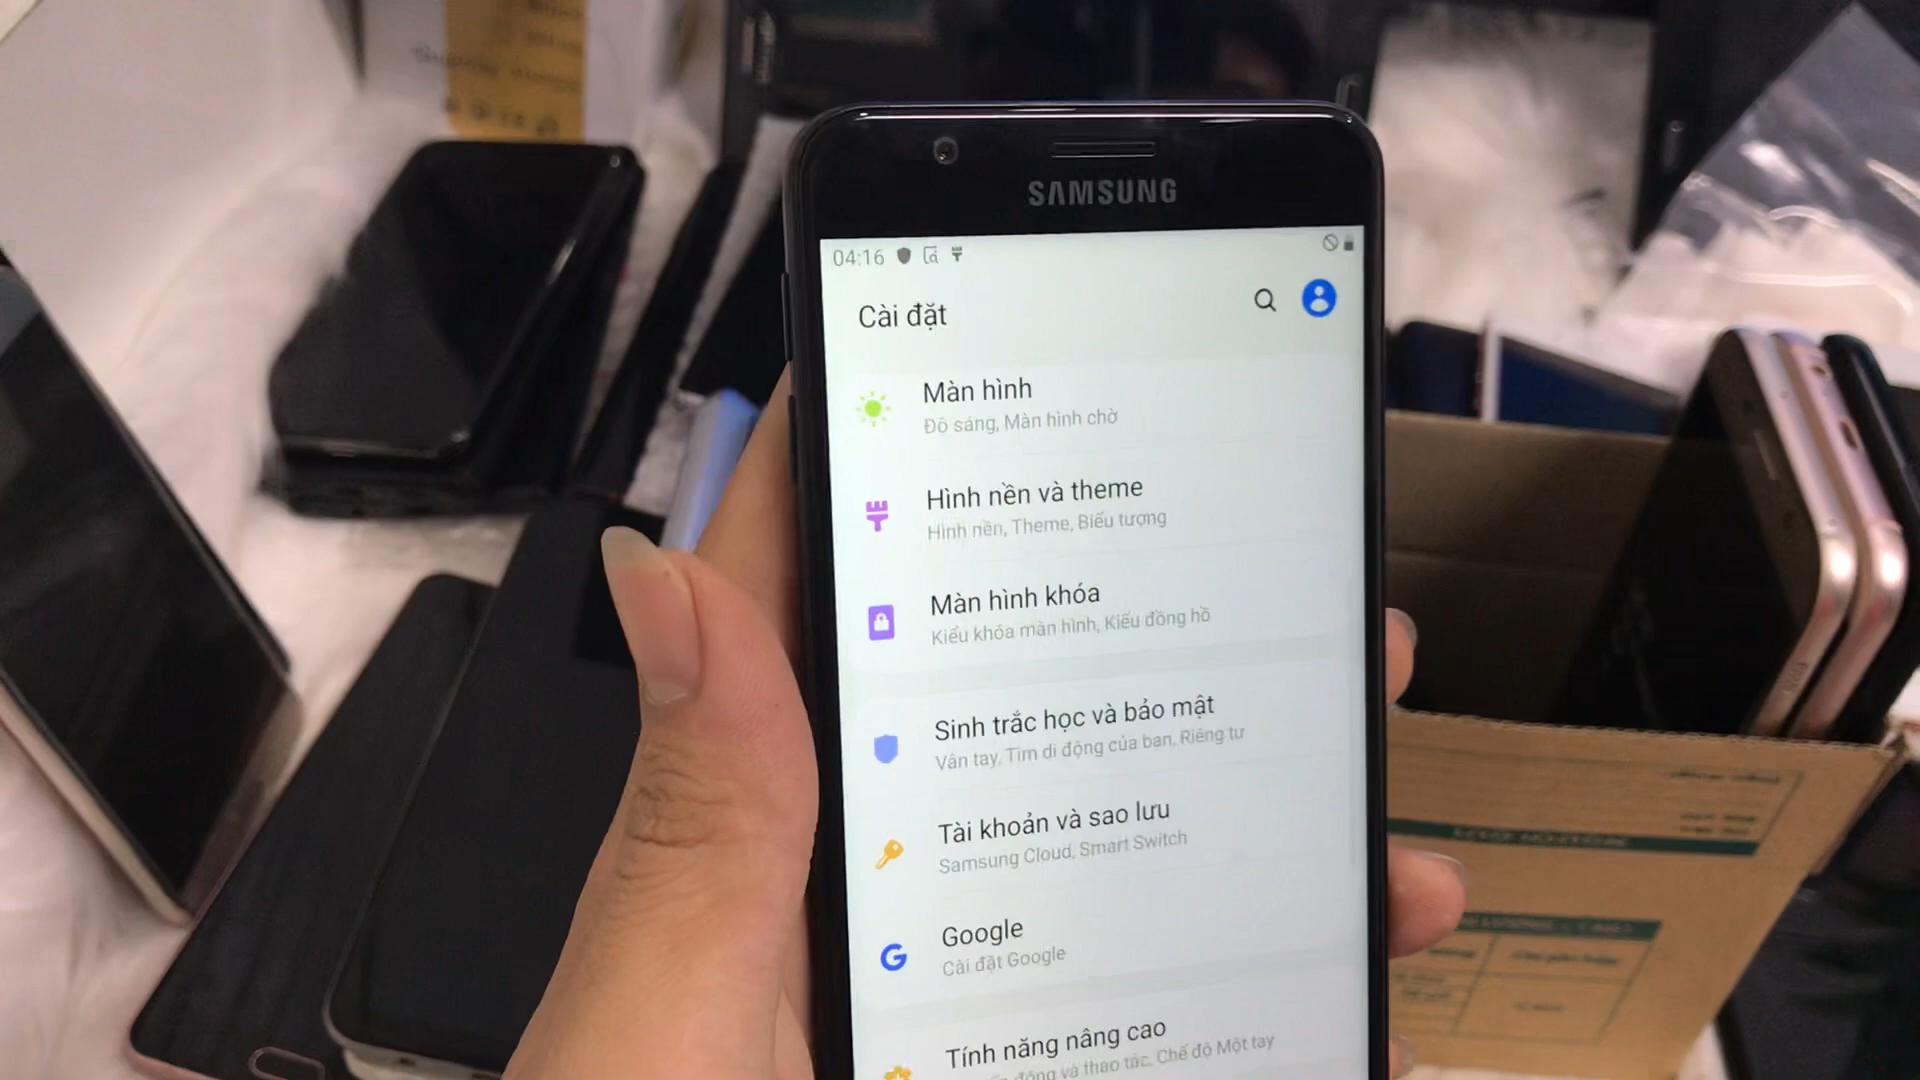 SAMSUNG
04:16
Cài đặt
Màn hình
Độ sáng, Màn hình chờ
Hình nền và theme
Hình nền, Theme, Biểu tượng
Màn hình khóa
Kiểu khóa màn hình, Kiểu đồng hồ
Sinh trắc học và bảo mật
Vân tay, Tìm di động của bạn, Riêng tư
Tài khoản và sao lưu
Samsung Cloud, Smart Switch
Google
Cài đặt Google
Tính năng nâng cao
động và thao tác, Chế độ Một tay